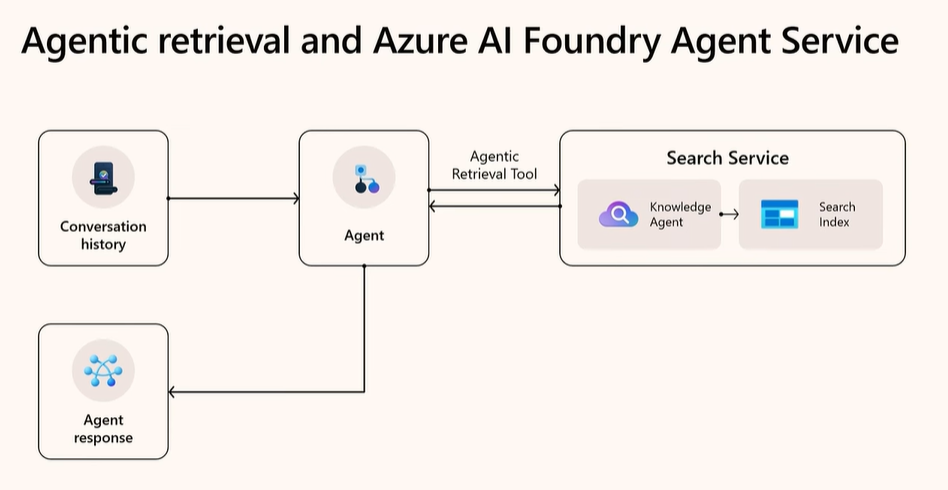 Agentic retrieval and Azure AI Foundry Agent Service
Conversation
history
Agent
Agentic
Retrieval Tool
Search Service
Knowledge
Agent
Search
Index
Agent
response